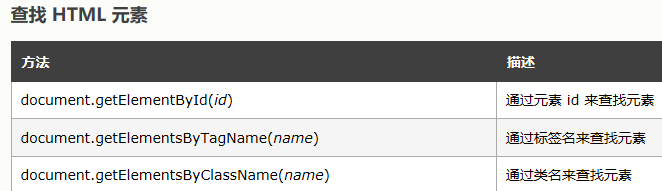 查找 HTML 元素
方法 描述
document.getElementById(id) 通过元素 id 来查找元素
document.getElementsByTagName(name) 通过标签名来查找元素
document.getElementsByClassName(name) 通过类名来查找元素